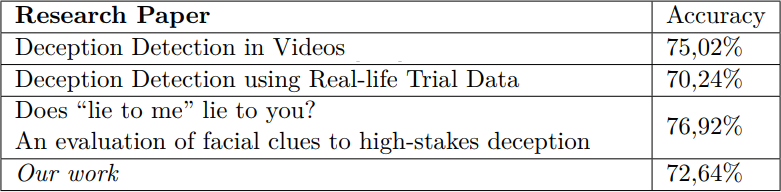 Research Paper Accuracy
Deception Detection in Videos 75,02%
Deception Detection using Real-life Trial Data 70,24%
Does “lie to me” lie to you?
An evaluation of facial clues to high-stakes deception 76,92%
Our work 72,64%